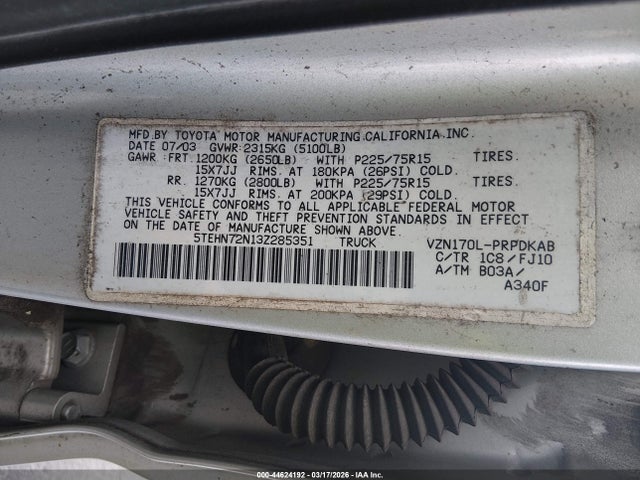 MFD.BY TOYOTA MOTOR MANUFACTURING CALIFORNIA, INC.
DATE 07/03 GVWR 2315KG (5100LB)
GAWR: FRT. 1200KG (2650LB) WITH P225/75R15 TIRES.
15X7JJ RIMS. AT 180KPA (26PSI) COLD.
RR. 1270KG (2800LB) WITH P225/75R15 TIRES.
15X7JJ RIMS. AT 200KPA (29PSI) COLD.
THIS VEHICLE CONFORMS TO ALL APPLICABLE FEDERAL MOTOR
VEHICLE SAFETY AND THEFT PREVENTION STANDARDS IN EFFECT
ON THE DATE OF MANUFACTURE SHOWN ABOVE.
5TEHN72N13Z285351 TRUCK VZN170L-PRPDKAB
C/TR 1C8/FJ10
A/TM B03A/
A340F
000-44624192 — 03/17/2026 — IAA Inc.